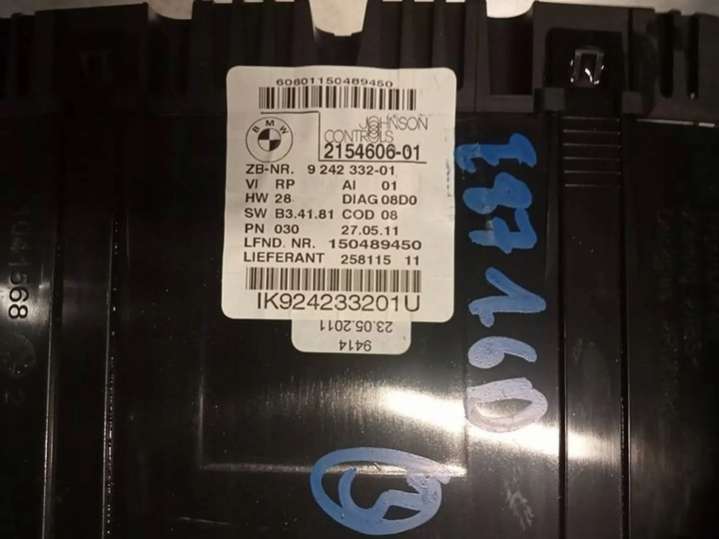 60801150489450
BMW
JOHNSON
CONTROLS
2154606-01
ZB-NR. 9 242 332-01
VI RP AI 01
HW 28 DIAG 08D0
SW B3.41.81 COD 08
PN 030 27.05.11
LFND. NR. 150489450
LIEFERANT 258115 11
IK924233201U
23.05.2011
9414
E87 160